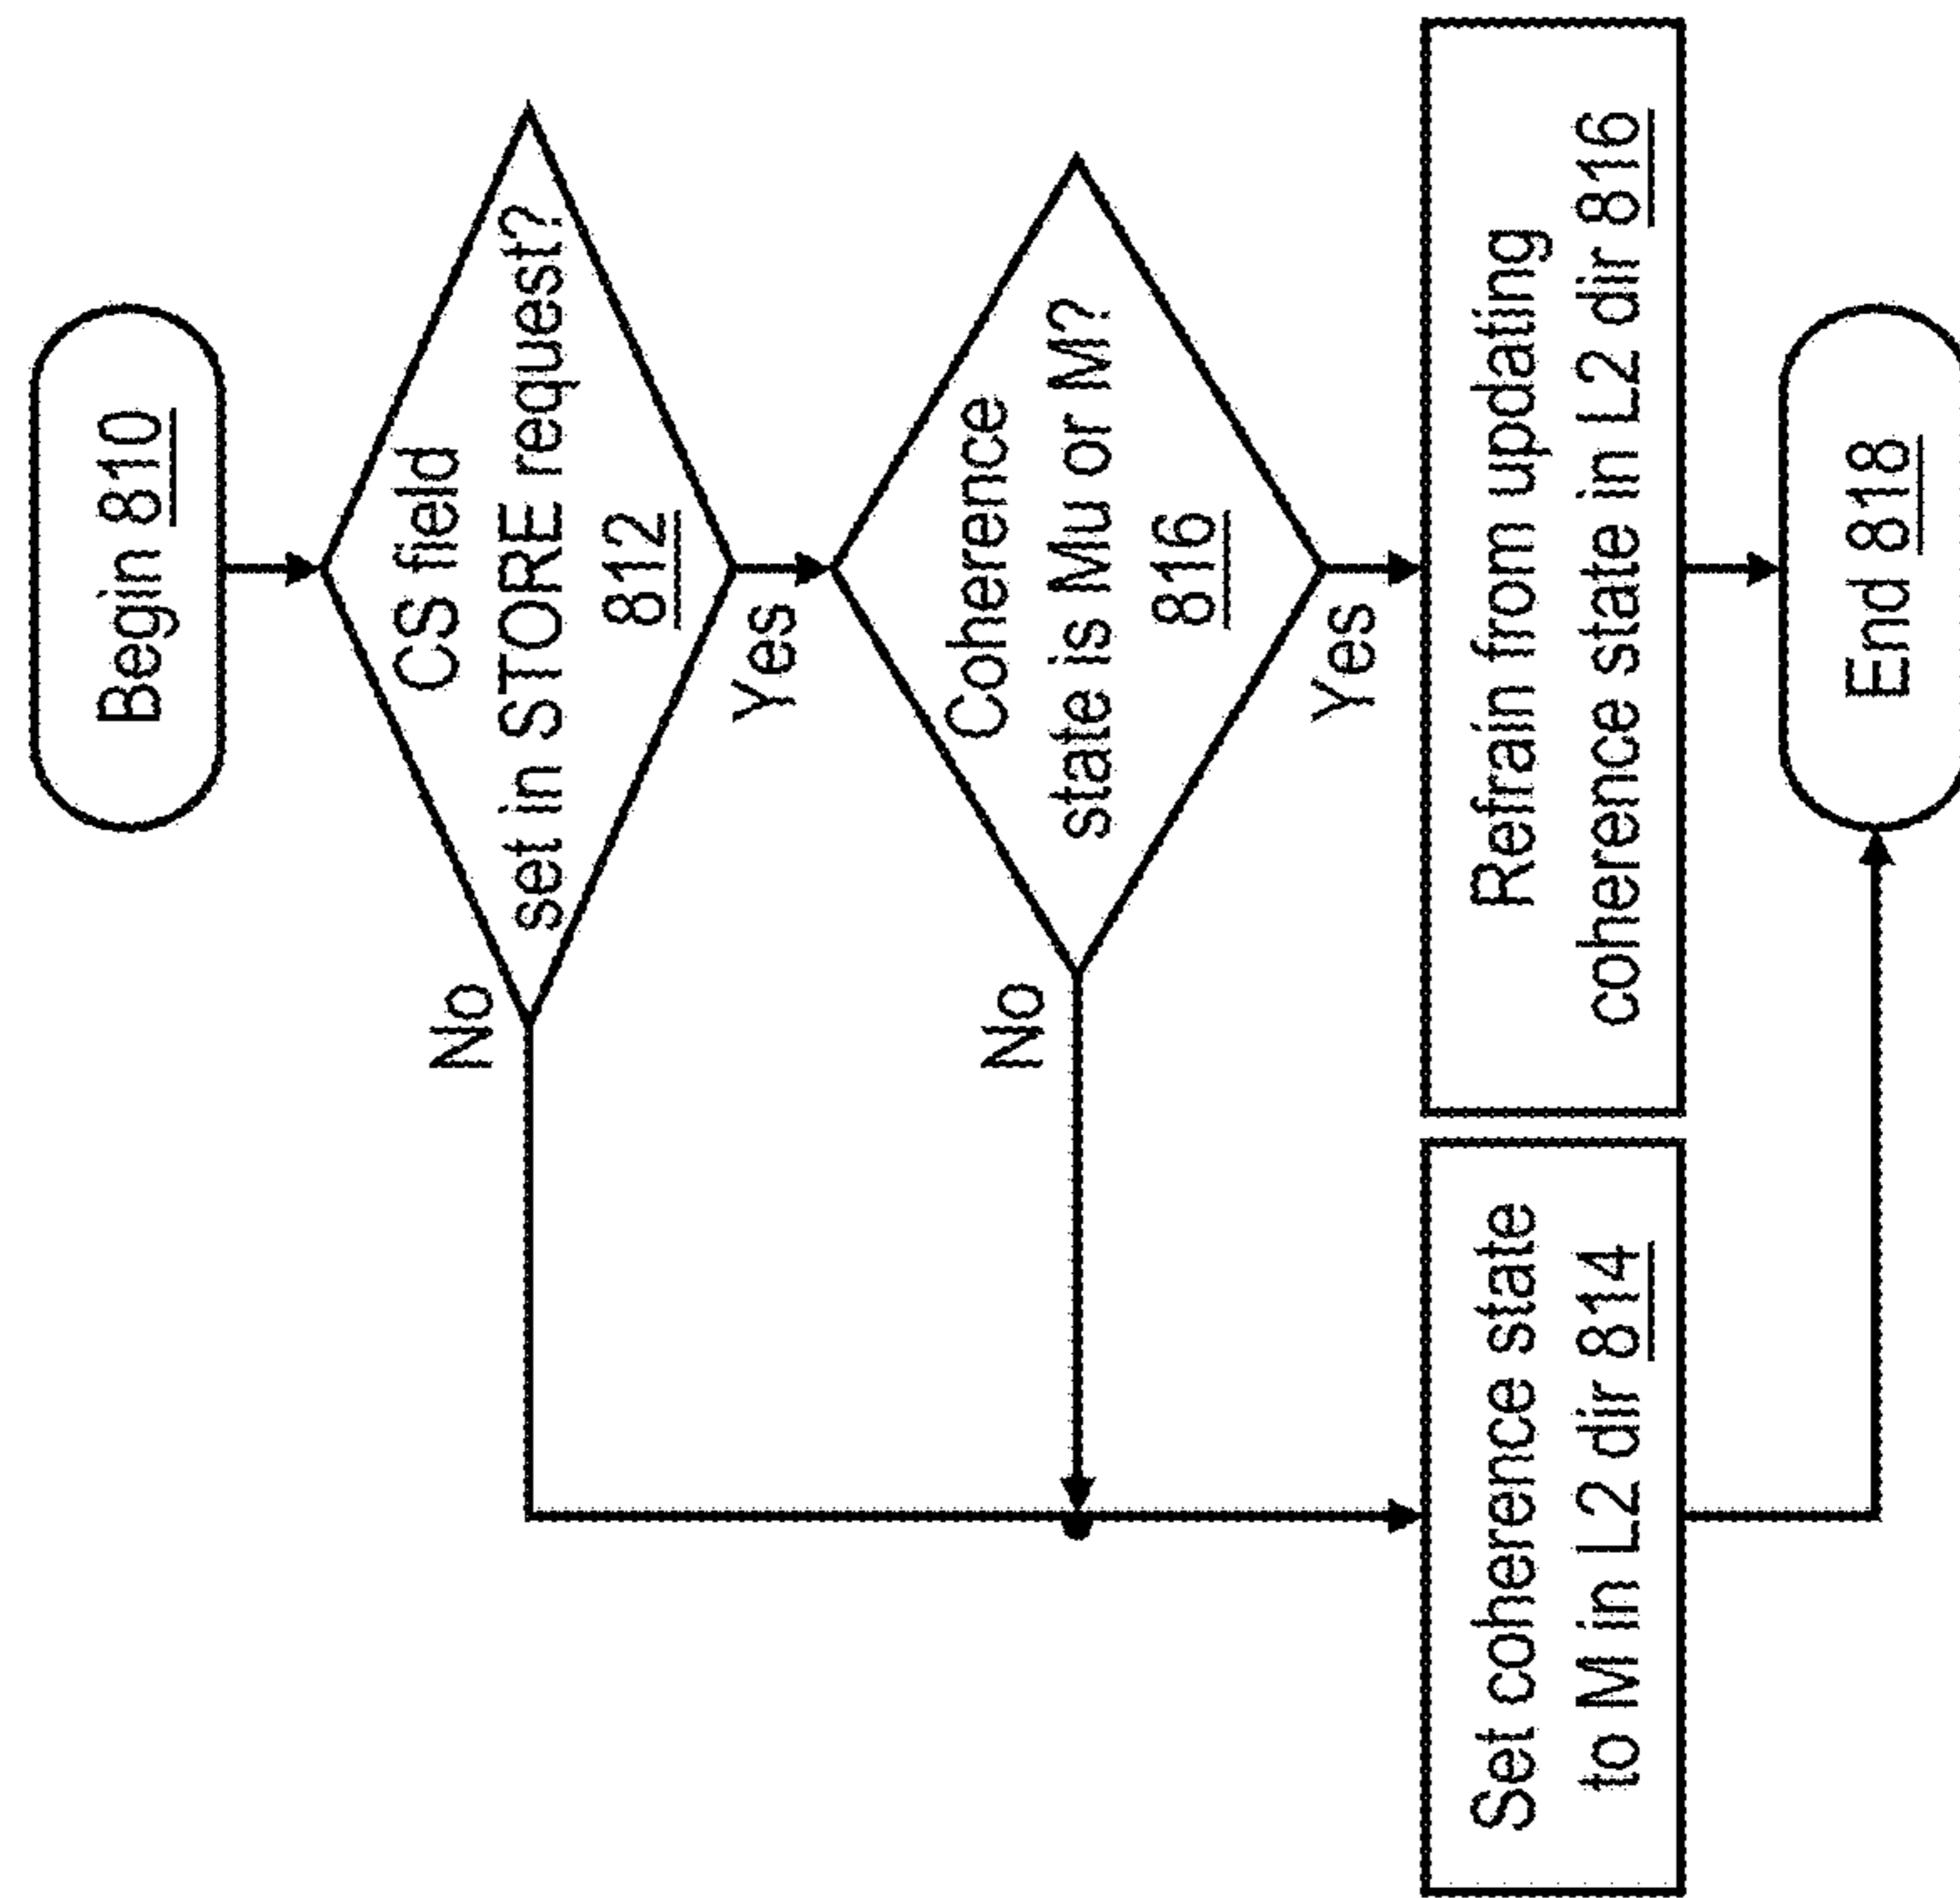 Begin 810
CS field
set in STORE request?
812
No
Yes
Coherence
state is Mu or M?
816
No
Yes
Set coherence state
to M in L2 dir 814
Refrain from updating
coherence state in L2 dir 816
End 818